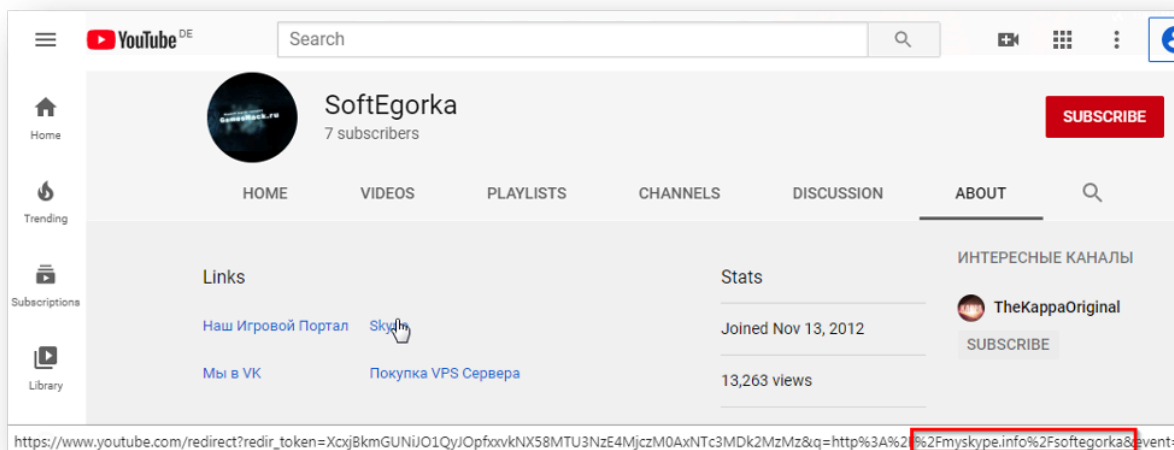 YouTube DE
Search
GamesHack.ru
SoftEgorka
7 subscribers
SUBSCRIBE
Home
HOME VIDEOS PLAYLISTS CHANNELS DISCUSSION ABOUT
Trending
Subscriptions
Library
Links
Наш Игровой Портал
Мы в VK Покупка VPS Сервера
Stats
Joined Nov 13, 2012
13,263 views
ИНТЕРЕСНЫЕ КАНАЛЫ
TheKappaOriginal
SUBSCRIBE
https://www.youtube.com/redirect?redir_token=XcxjBkmGUNiJO1QyJOpfxxvkNX58MTU3NzE4MjczM0AxNTc3MDk2MzMz&q=http%3A%2F%2Fmyskype.info%2Fsoftegorka&event=